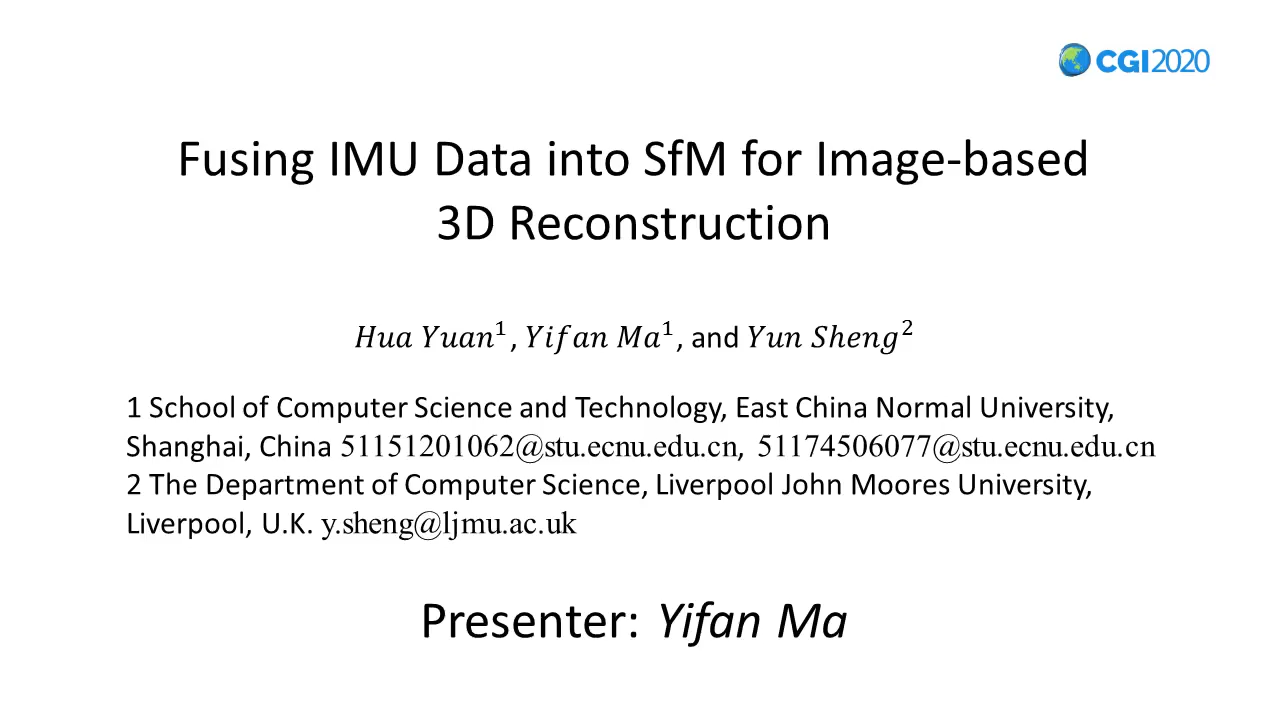 CGI2020
Fusing IMU Data into SfM for Image-based
3D Reconstruction
Hua Yuan¹, Yifan Ma¹, and Yun Sheng²
1 School of Computer Science and Technology, East China Normal University,
Shanghai, China 51151201062@stu.ecnu.edu.cn, 51174506077@stu.ecnu.edu.cn
2 The Department of Computer Science, Liverpool John Moores University,
Liverpool, U.K. y.sheng@ljmu.ac.uk
Presenter: Yifan Ma